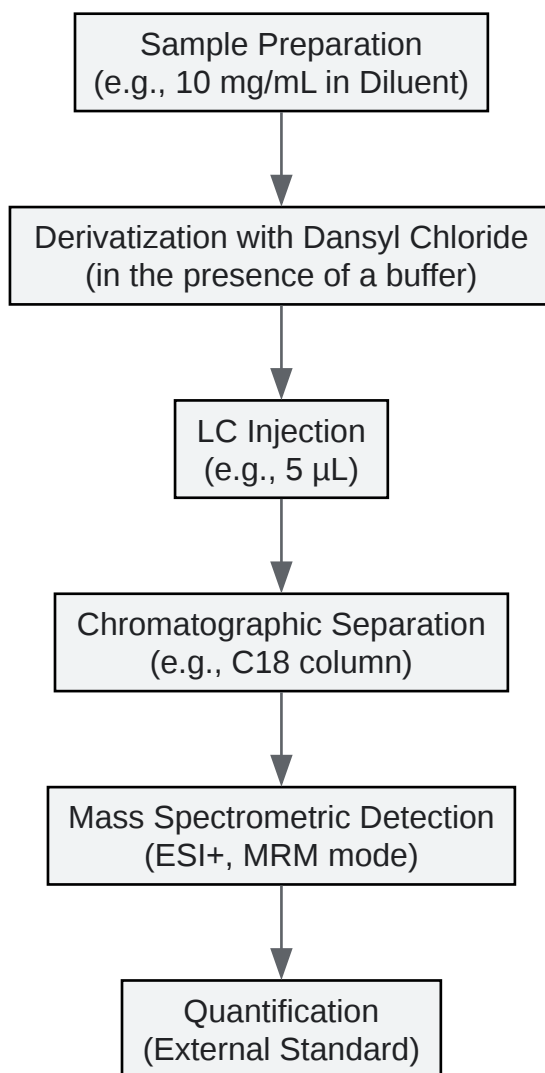 Sample Preparation
(e.g., 10 mg/mL in Diluent)
Derivatization with Dansyl Chloride
(in the presence of a buffer)
LC Injection
(e.g., 5 µL)
Chromatographic Separation
(e.g., C18 column)
Mass Spectrometric Detection
(ESI+, MRM mode)
Quantification
(External Standard)